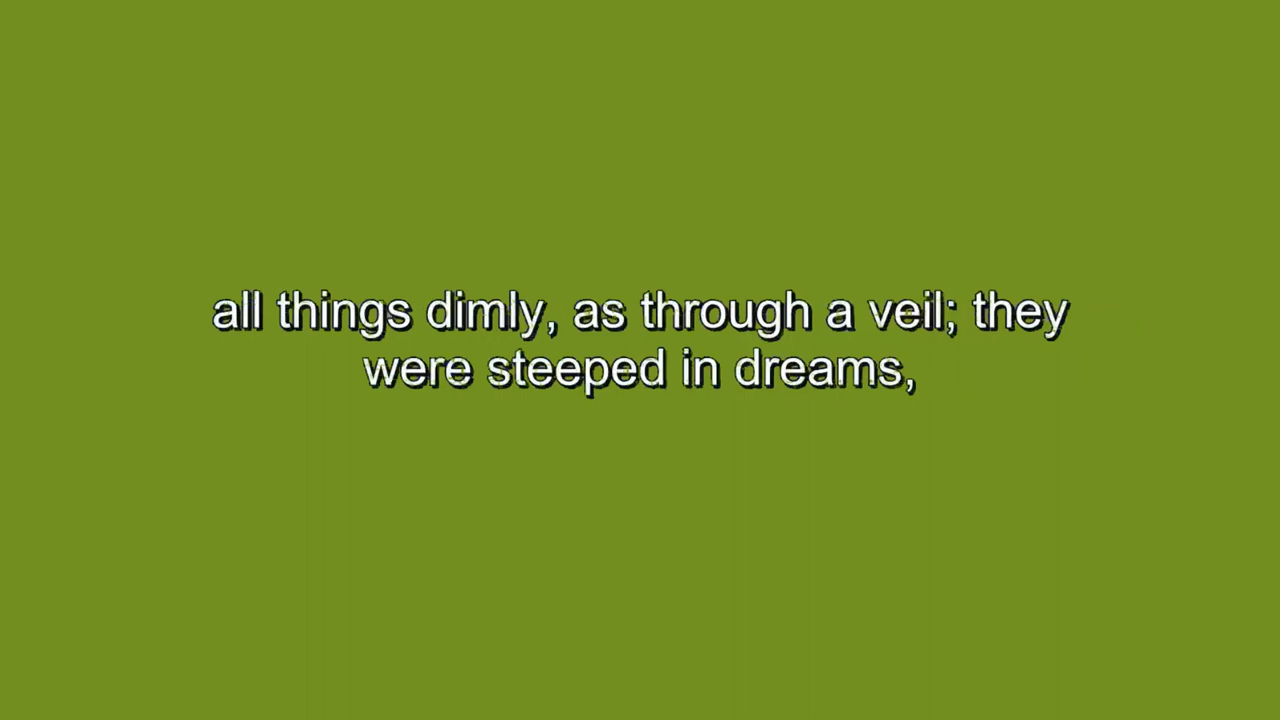 all things dimly, as through a veil; they
were steeped in dreams,